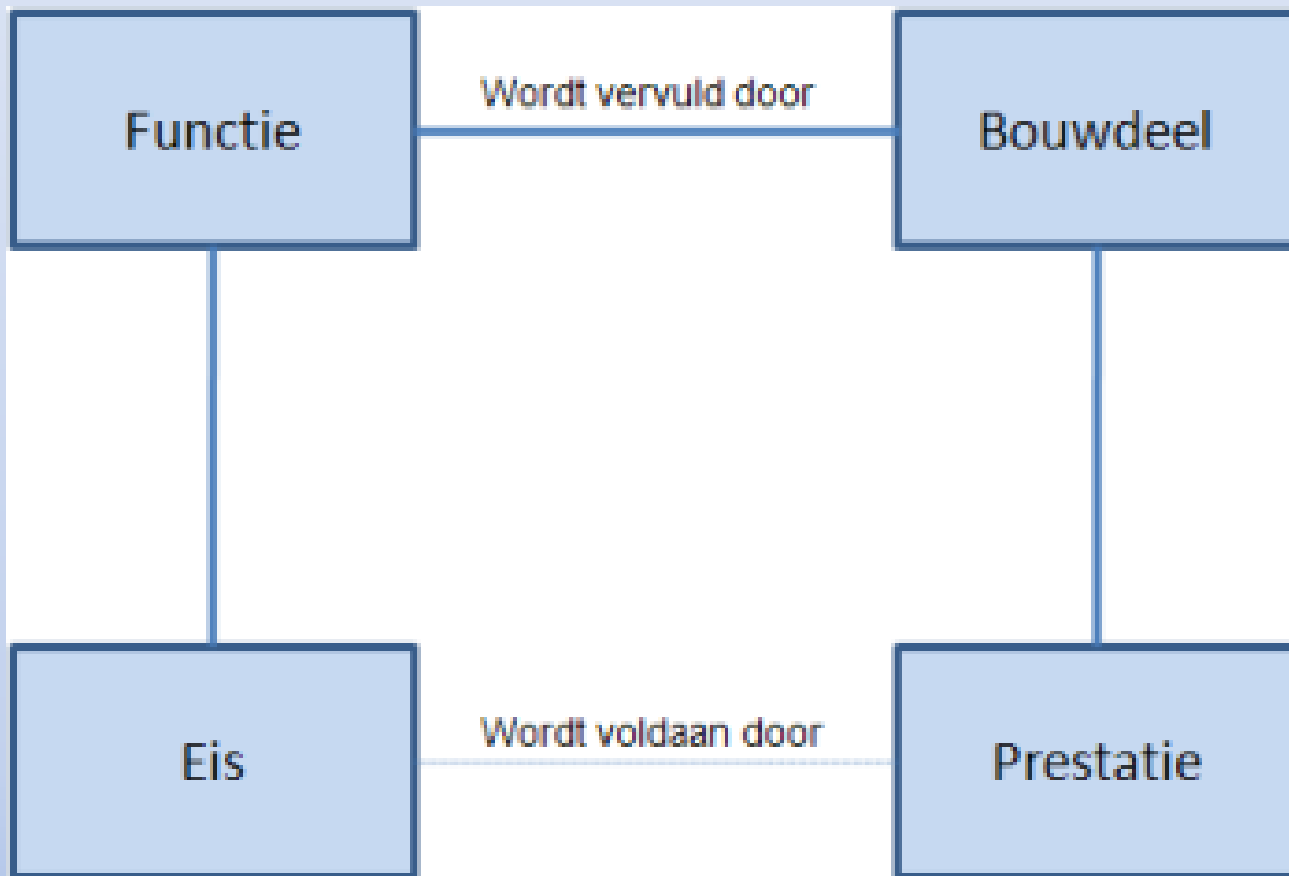 Functie
Wordt vervuld door
Bouwdeel
Eis
Wordt voldaan door
Prestatie